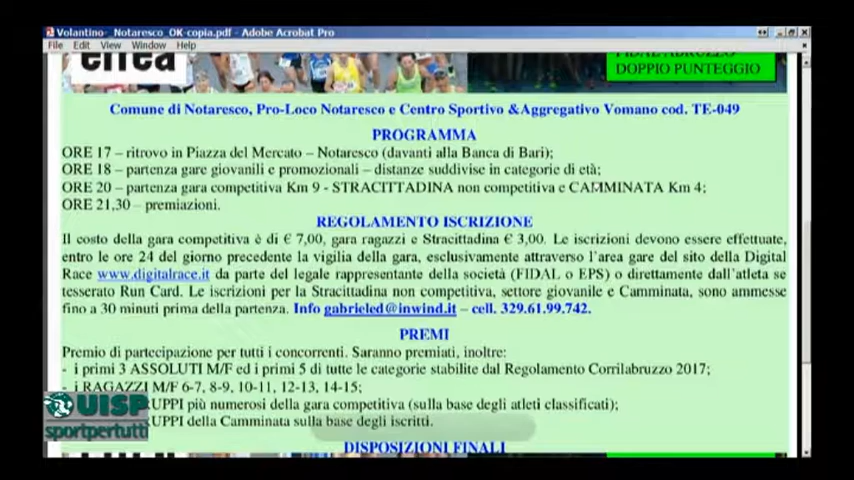 Volantino-_Notaresco_OK-copia.pdf - Adobe Acrobat Pro
File Edit View Window Help
errea
FIDAL ABRUZZO
DOPPIO PUNTEGGIO
Comune di Notaresco, Pro-Loco Notaresco e Centro Sportivo &Aggregativo Vomano cod. TE-049
PROGRAMMA
ORE 17 – ritrovo in Piazza del Mercato – Notaresco (davanti alla Banca di Bari);
ORE 18 – partenza gare giovanili e promozionali – distanze suddivise in categorie di età;
ORE 20 – partenza gara competitiva Km 9 - STRACITTADINA non competitiva e CAMMINATA Km 4;
ORE 21,30 – premiazioni.
REGOLAMENTO ISCRIZIONE
Il costo della gara competitiva è di € 7,00, gara ragazzi e Stracittadina € 3,00. Le iscrizioni devono essere effettuate,
entro le ore 24 del giorno precedente la vigilia della gara, esclusivamente attraverso l'area gare del sito della Digital
Race www.digitalrace.it da parte del legale rappresentante della società (FIDAL o EPS) o direttamente dall'atleta se
tesserato Run Card. Le iscrizioni per la Stracittadina non competitiva, settore giovanile e Camminata, sono ammesse
fino a 30 minuti prima della partenza. Info gabrieled@inwind.it – cell. 329.61.99.742.
PREMI
Premio di partecipazione per tutti i concorrenti. Saranno premiati, inoltre:
- i primi 3 ASSOLUTI M/F ed i primi 5 di tutte le categorie stabilite dal Regolamento Corrilabruzzo 2017;
- i RAGAZZI M/F 6-7, 8-9, 10-11, 12-13, 14-15;
RUPPI più numerosi della gara competitiva (sulla base degli atleti classificati);
RUPPI della Camminata sulla base degli iscritti.
UISP
sportpertutti
DISPOSIZIONI FINALI